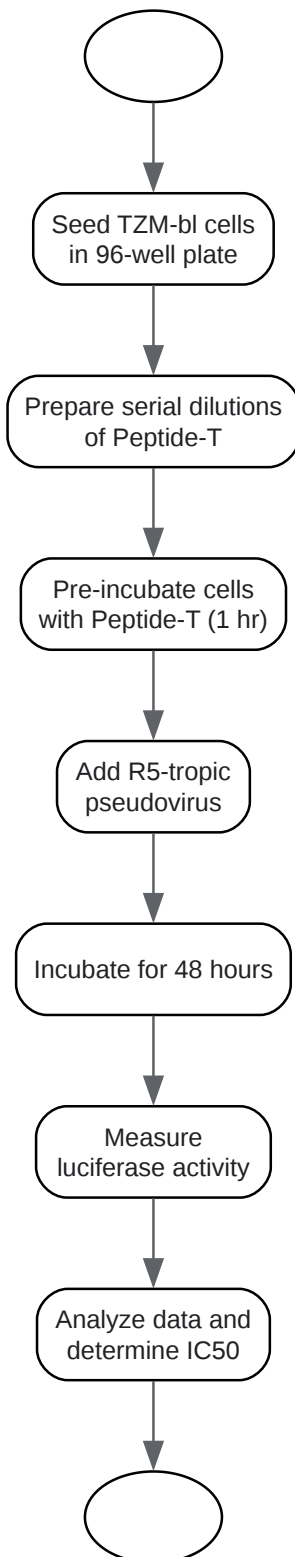 Seed TZM-bl cells
in 96-well plate
Prepare serial dilutions
of Peptide-T
Pre-incubate cells
with Peptide-T (1 hr)
Add R5-tropic
pseudovirus
Incubate for 48 hours
Measure
luciferase activity
Analyze data and
determine IC50